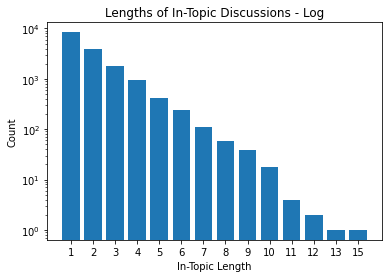 Lengths of In-Topic Discussions - Log
Count
10⁴
10³
10²
10¹
10⁰
1 2 3 4 5 6 7 8 9 10 11 12 13 15
In-Topic Length